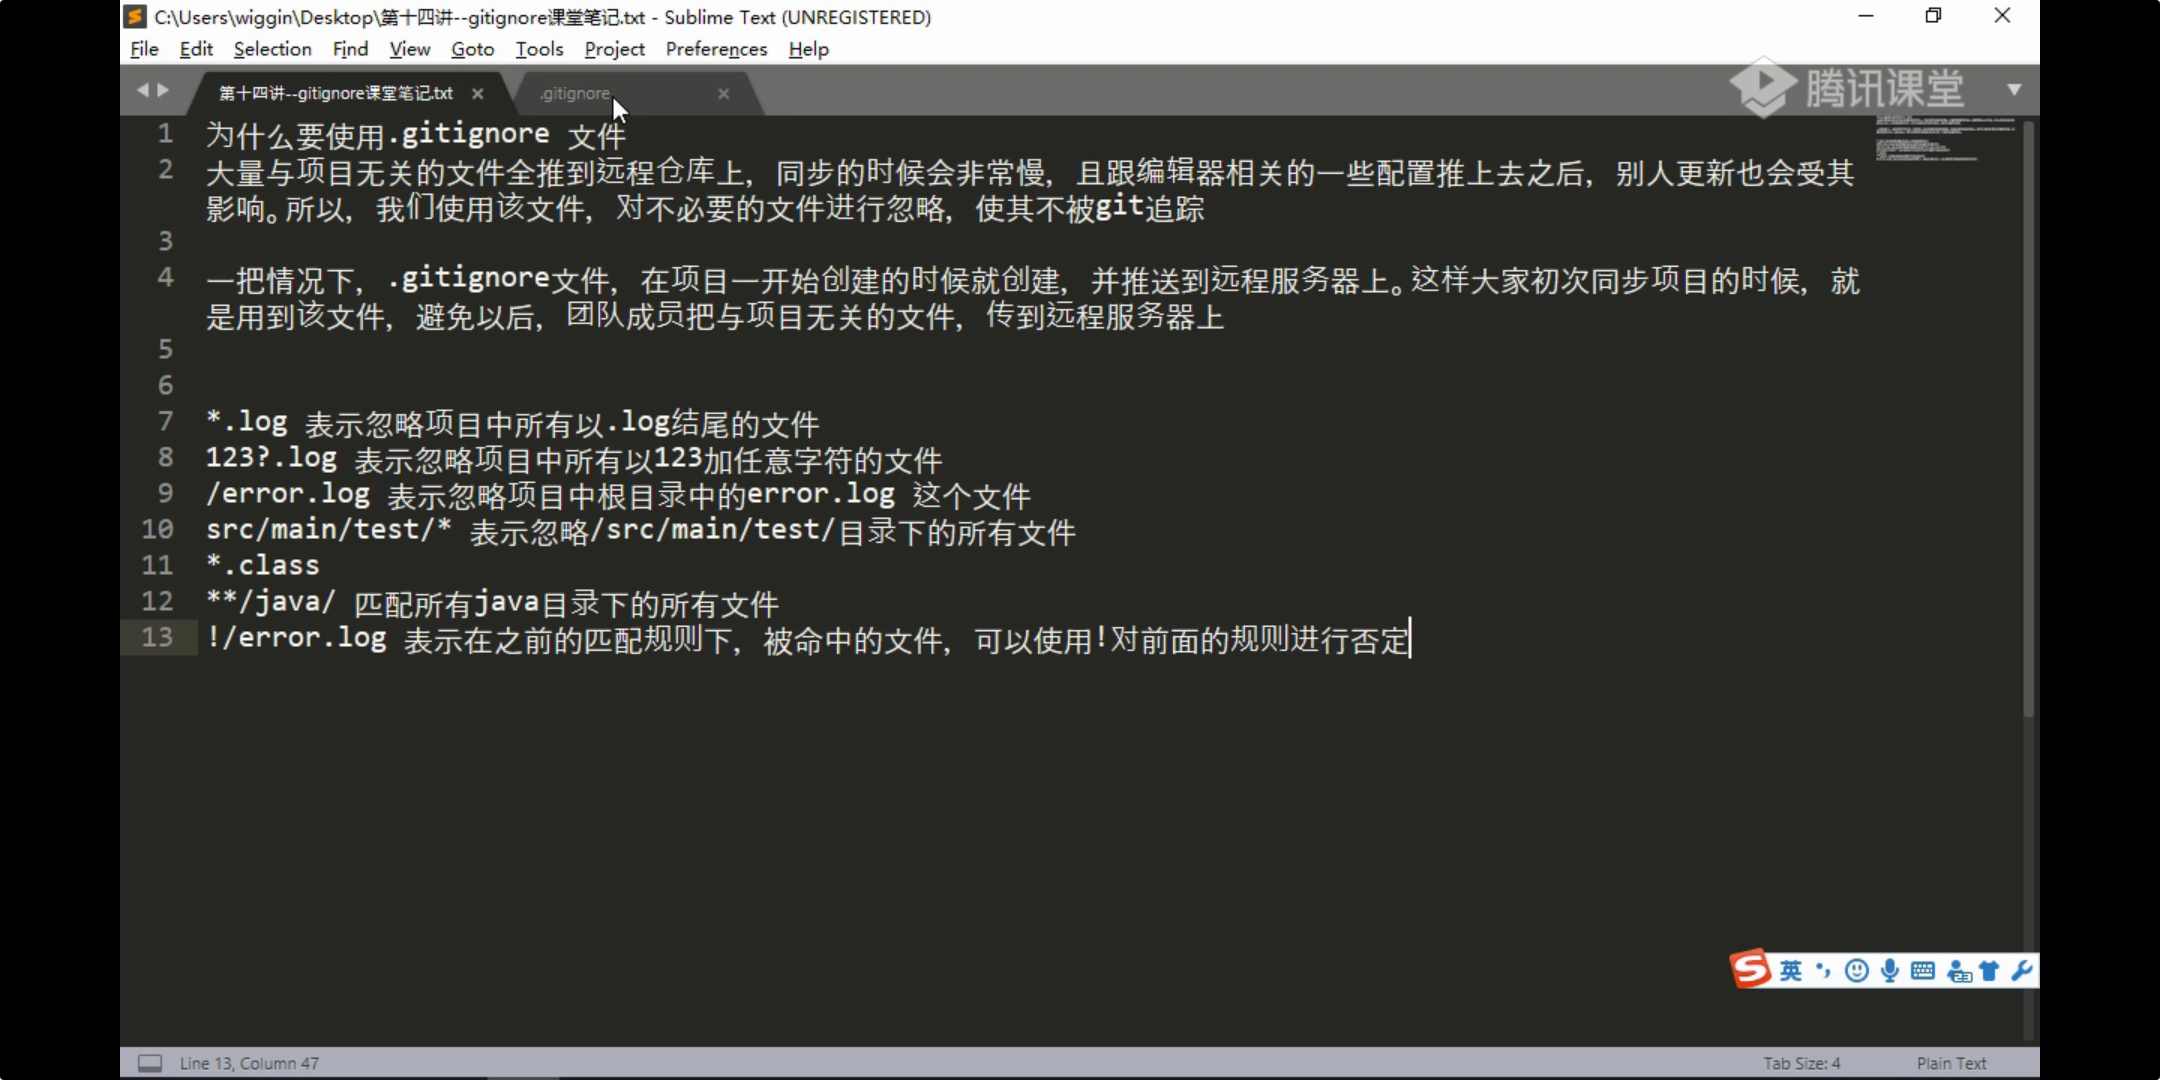 C:\Users\wiggin\Desktop\第十四讲--gitignore课堂笔记.txt - Sublime Text (UNREGISTERED)
File Edit Selection Find View Goto Tools Project Preferences Help
第十四讲--gitignore课堂笔记.txt .gitignore
腾讯课堂
1 为什么要使用.gitignore 文件
2 大量与项目无关的文件全推到远程仓库上，同步的时候会非常慢，且跟编辑器相关的一些配置推上去之后，别人更新也会受其
影响。所以，我们使用该文件，对不必要的文件进行忽略，使其不被git追踪
3
4 一把情况下，.gitignore文件，在项目一开始创建的时候就创建，并推送到远程服务器上。这样大家初次同步项目的时候，就
是用到该文件，避免以后，团队成员把与项目无关的文件，传到远程服务器上
5
6
7 *.log 表示忽略项目中所有以.log结尾的文件
8 123?.log 表示忽略项目中所有以123加任意字符的文件
9 /error.log 表示忽略项目中根目录中的error.log 这个文件
10 src/main/test/* 表示忽略/src/main/test/目录下的所有文件
11 *.class
12 **/java/ 匹配所有java目录下的所有文件
13 !/error.log 表示在之前的匹配规则下，被命中的文件，可以使用!对前面的规则进行否定
英
Line 13, Column 47 Tab Size: 4 Plain Text